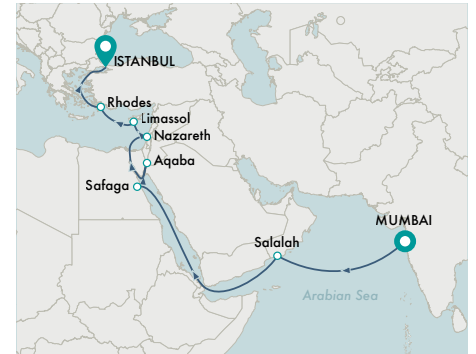 ISTANBUL
Rhodes
Limassol
Nazareth
Aqaba
Safaga
MUMBAI
Salalah
Arabian Sea